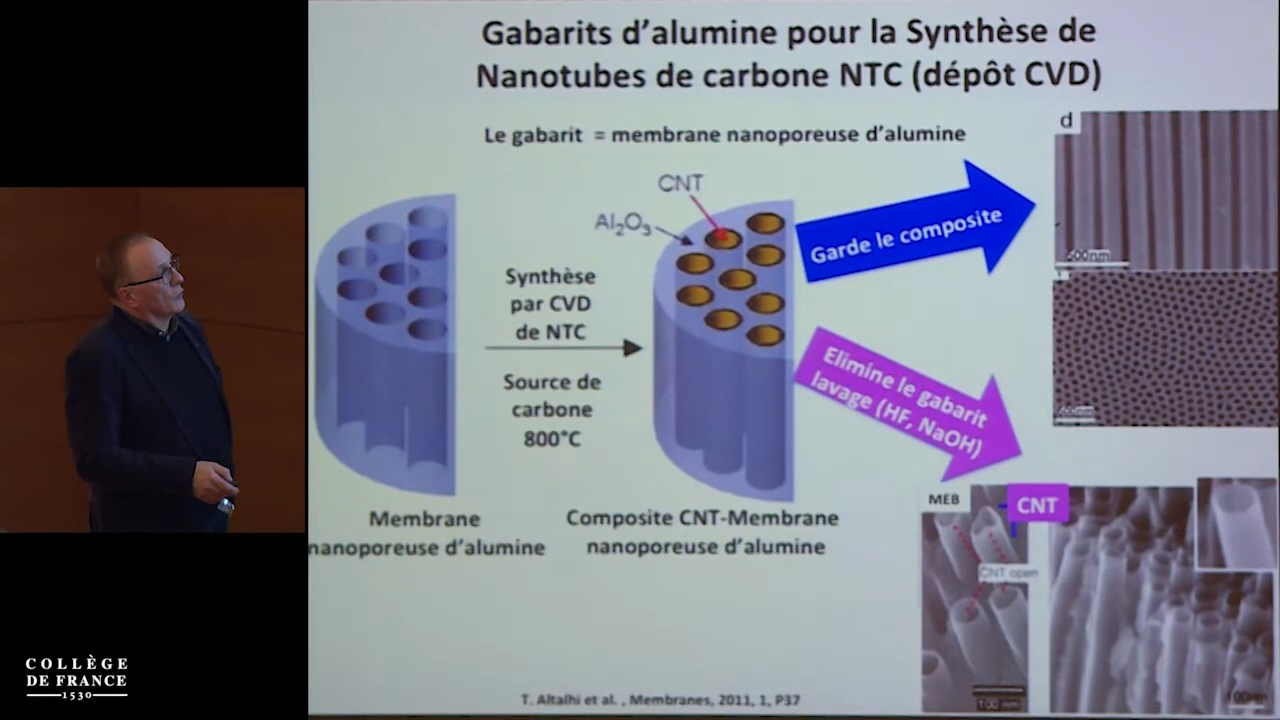 Gabarits d'alumine pour la Synthèse de
Nanotubes de carbone NTC (dépôt CVD)
Le gabarit = membrane nanoporeuse d'alumine
d
CNT
Al₂O₃
Garde le composite
500nm
Synthèse
par CVD
de NTC
Source de
carbone
800°C
Elimine le gabarit
lavage (HF, NaOH)
MEB
CNT
CNT open
Membrane
nanoporeuse d'alumine
Composite CNT-Membrane
nanoporeuse d'alumine
100 nm
100nm
T. Altalhi et al. , Membranes, 2011, 1, P37
COLLÈGE
DE FRANCE
1530